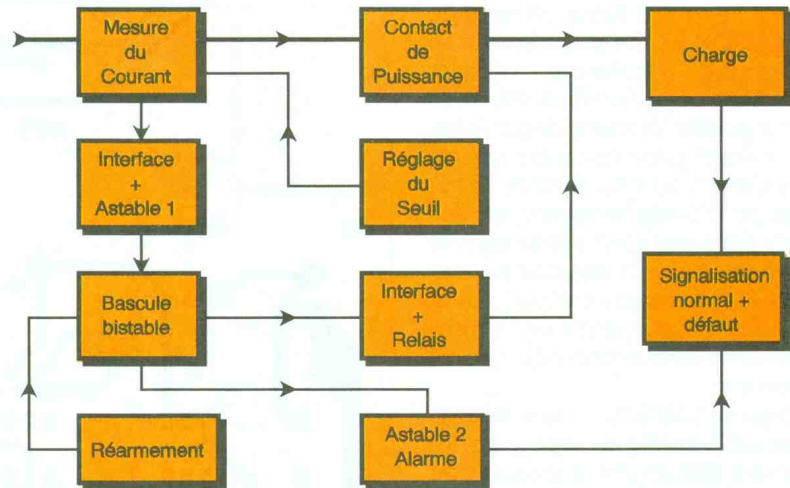 Mesure
du
Courant
Contact
de
Puissance
Charge
Interface
+
Astable 1
Réglage
du
Seuil
Bascule
bistable
Interface
+
Relais
Signalisation
normal +
défaut
Réarmement
Astable 2
Alarme